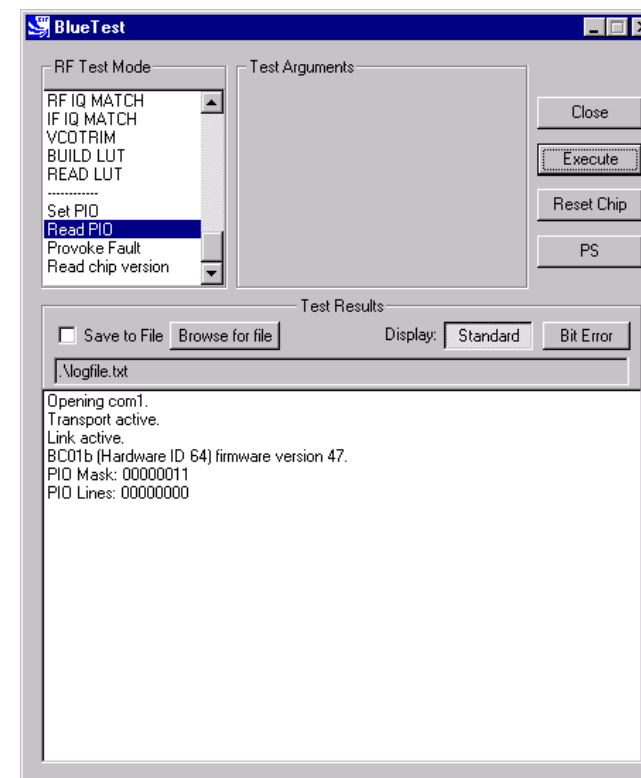 BlueTest
RF Test Mode
RF IQ MATCH
IF IQ MATCH
VCOTRIM
BUILD LUT
READ LUT
------------
Set PIO
Read PIO
Provoke Fault
Read chip version
Test Arguments
Close
Execute
Reset Chip
PS
Test Results
Save to File
Browse for file
Display:
Standard
Bit Error
.\logfile.txt
Opening com1.
Transport active.
Link active.
BC01b (Hardware ID 64) firmware version 47.
PIO Mask: 00000011
PIO Lines: 00000000